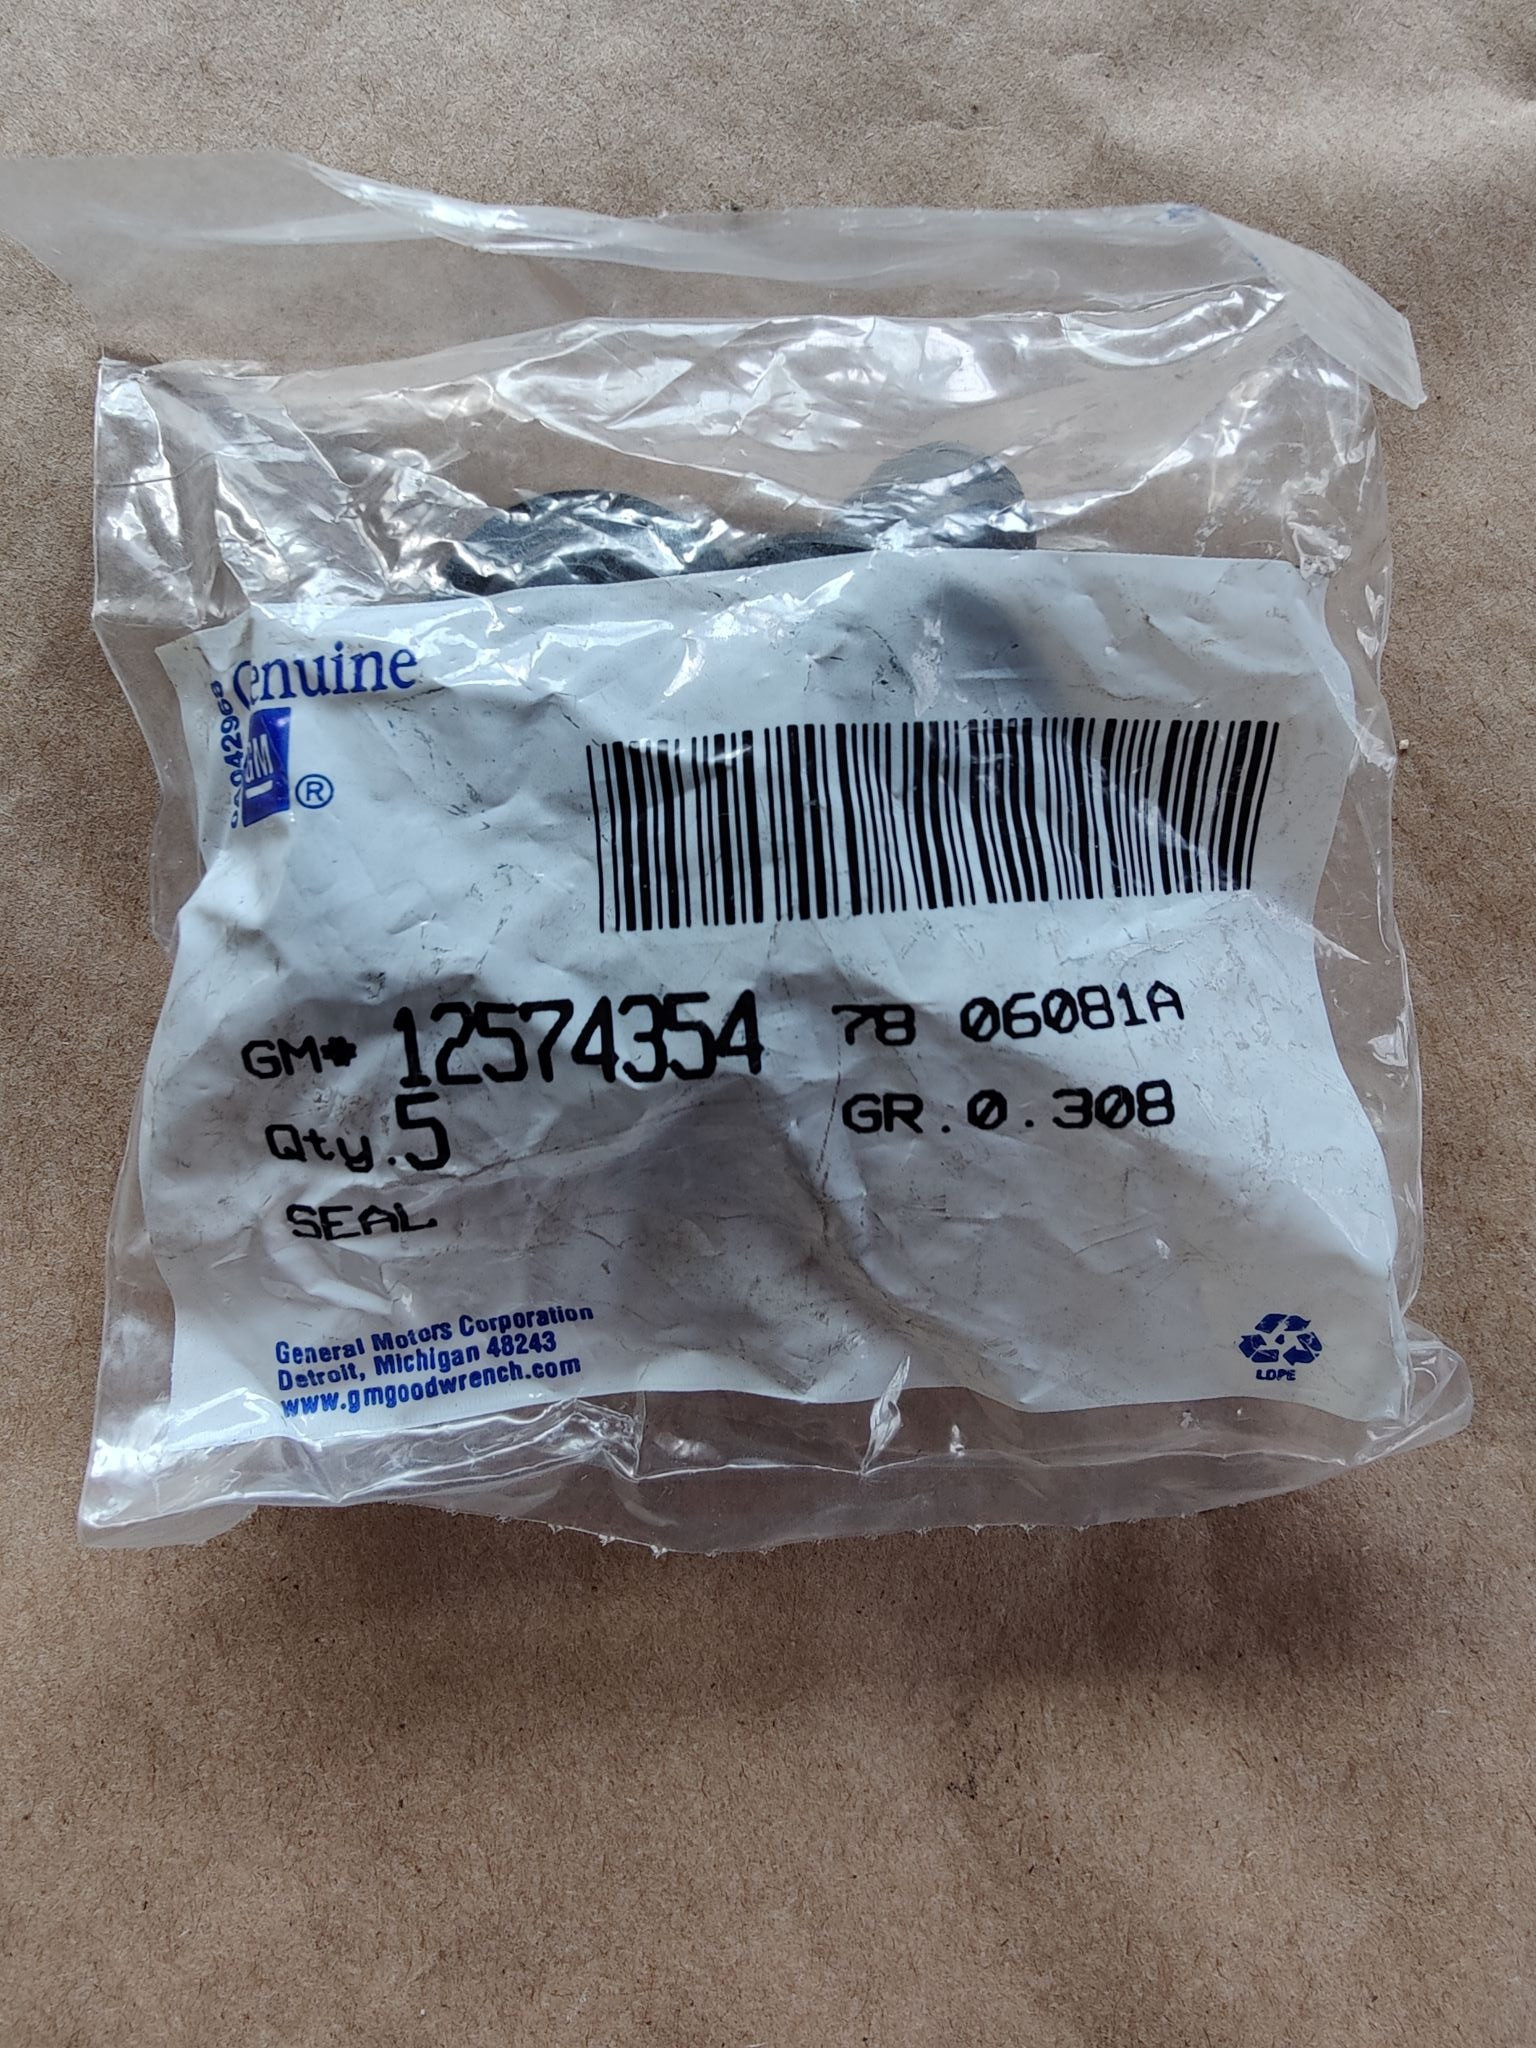 Genuine
GM
®
GM# 12574354 78 06081A
Qty.5 GR.0.308
SEAL
General Motors Corporation
Detroit, Michigan 48243
www.gmgoodwrench.com
LDPE
4